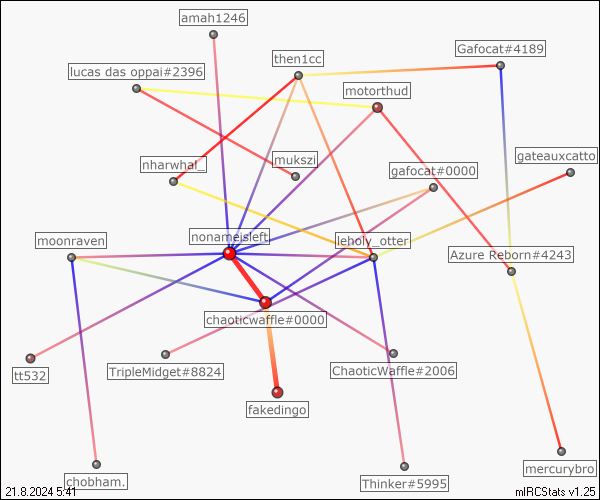 amah1246
Gafocat#4189
then1cc
lucas das oppai#2396
motorthud
nharwhal_
mukszi
gateauxcatto
gafocat#0000
nonameisleft
moonraven
leholy_otter
Azure Reborn#4243
chaoticwaffle#0000
tt532
TripleMidget#8824
ChaoticWaffle#2006
fakedingo
chobham.
Thinker#5995
mercurybro
21.8.2024 5:41
mIRCStats v1.25